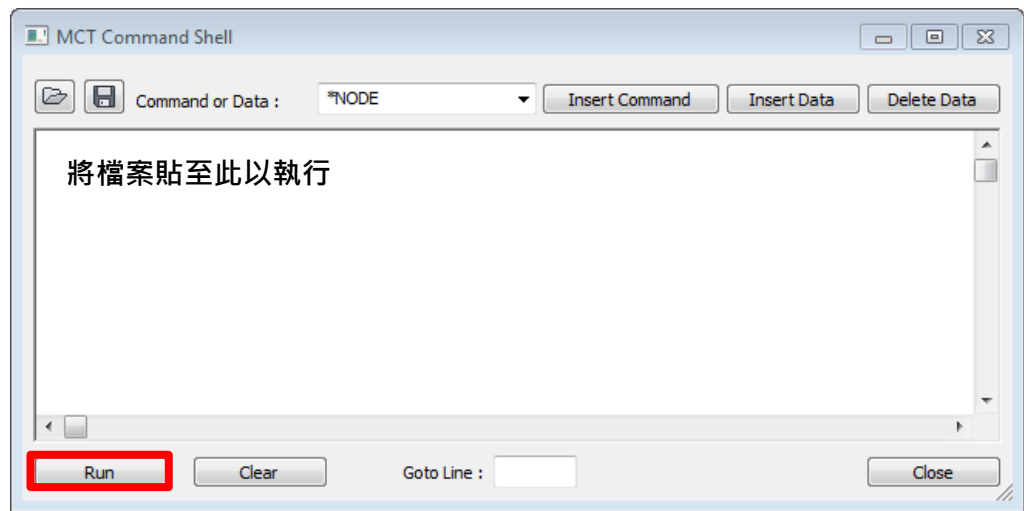 MCT Command Shell
Command or Data : *NODE Insert Command Insert Data Delete Data
將檔案貼至此以執行
Run Clear Goto Line : Close